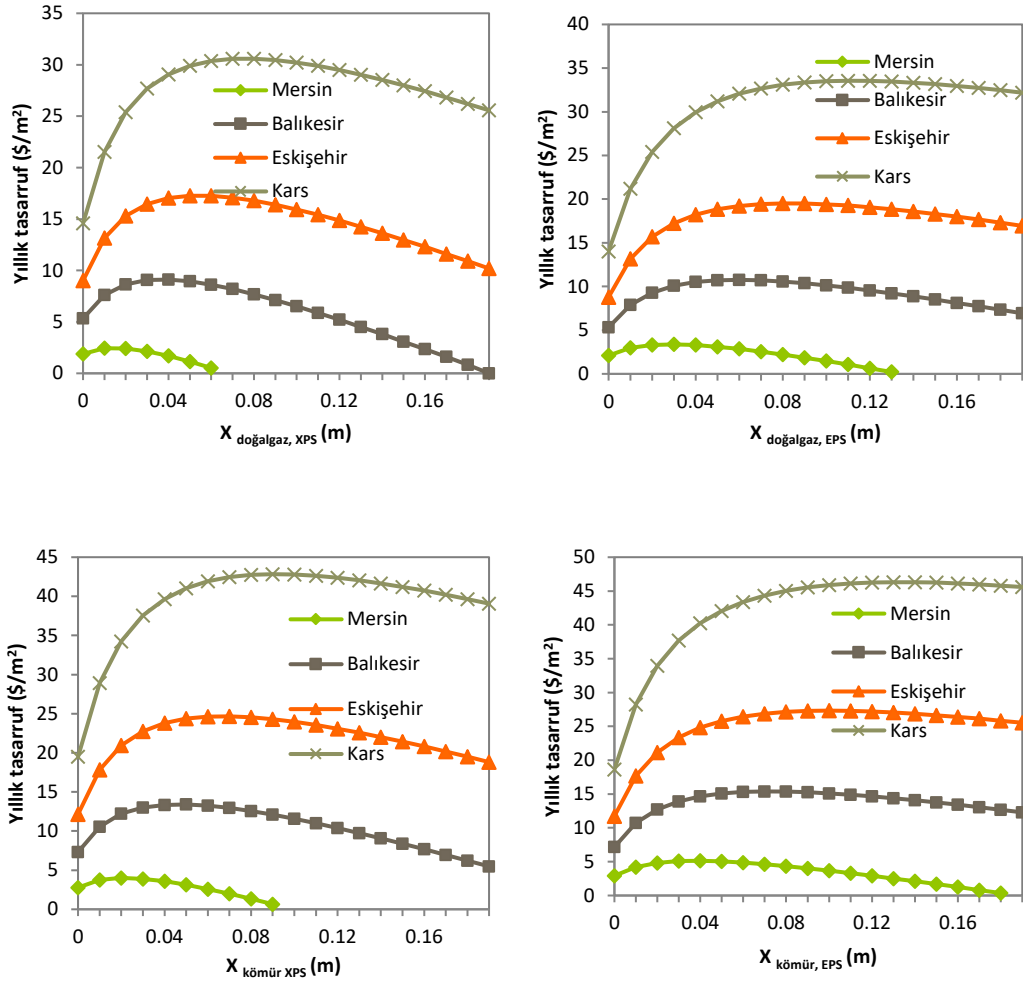 Yıllık tasarruf ($/m²)
35
30
25
20
15
10
5
0
Mersin
Balıkesir
Eskişehir
Kars
0 0.04 0.08 0.12 0.16
X doğalgaz, XPS (m)
Yıllık tasarruf ($/m²)
40
35
30
25
20
15
10
5
0
Mersin
Balıkesir
Eskişehir
Kars
0 0.04 0.08 0.12 0.16
X doğalgaz, EPS (m)
Yıllık tasarruf ($/m²)
45
40
35
30
25
20
15
10
5
0
Mersin
Balıkesir
Eskişehir
Kars
0 0.04 0.08 0.12 0.16
X kömür XPS (m)
Yıllık tasarruf ($/m²)
50
45
40
35
30
25
20
15
10
5
0
Mersin
Balıkesir
Eskişehir
Kars
0 0.04 0.08 0.12 0.16
X kömür, EPS (m)